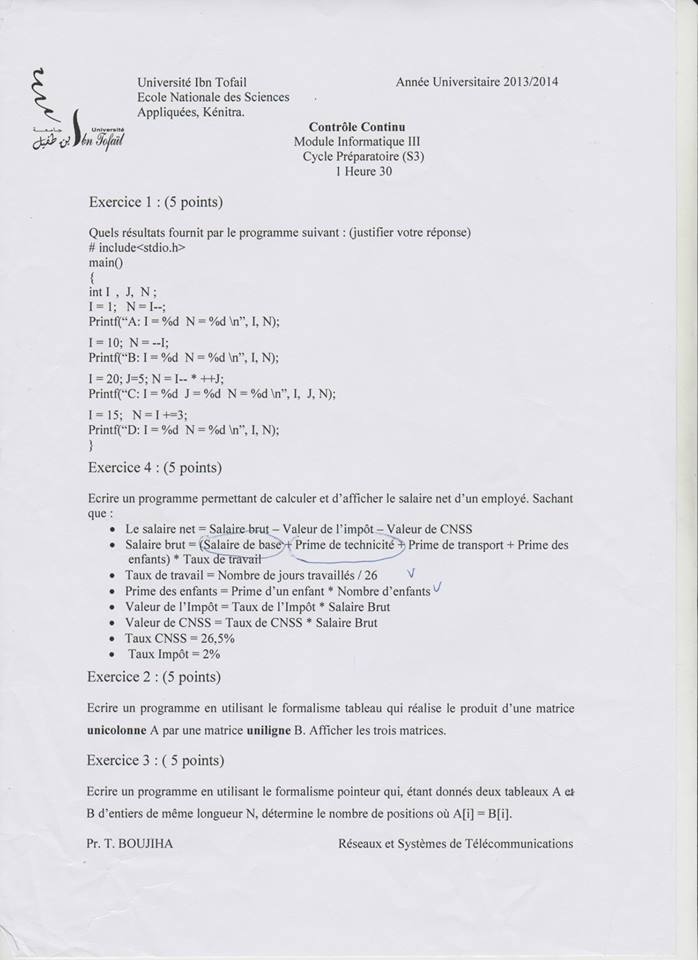 Université Ibn Tofail
Ecole Nationale des Sciences
Appliquées, Kénitra.
Année Universitaire 2013/2014
جامعة
ابن طفيل
Université
Ibn Tofail
Contrôle Continu
Module Informatique III
Cycle Préparatoire (S3)
1 Heure 30
Exercice 1 : (5 points)
Quels résultats fournit par le programme suivant : (justifier votre réponse)
# include<stdio.h>
main()
{
int I , J, N ;
I = 1; N = I--;
Printf(“A: I = %d N = %d \n”, I, N);
I = 10; N = --I;
Printf(“B: I = %d N = %d \n”, I, N);
I = 20; J=5; N = I-- * ++J;
Printf(“C: I = %d J = %d N = %d \n”, I, J, N);
I = 15; N = I +=3;
Printf(“D: I = %d N = %d \n”, I, N);
}
Exercice 4 : (5 points)
Ecrire un programme permettant de calculer et d’afficher le salaire net d’un employé. Sachant
que :
• Le salaire net = Salaire brut – Valeur de l’impôt – Valeur de CNSS
• Salaire brut = (Salaire de base + Prime de technicité + Prime de transport + Prime des
enfants) * Taux de travail
• Taux de travail = Nombre de jours travaillés / 26
• Prime des enfants = Prime d’un enfant * Nombre d’enfants
• Valeur de l’Impôt = Taux de l’Impôt * Salaire Brut
• Valeur de CNSS = Taux de CNSS * Salaire Brut
• Taux CNSS = 26,5%
• Taux Impôt = 2%
Exercice 2 : (5 points)
Ecrire un programme en utilisant le formalisme tableau qui réalise le produit d’une matrice
unicolonne A par une matrice uniligne B. Afficher les trois matrices.
Exercice 3 : ( 5 points)
Ecrire un programme en utilisant le formalisme pointeur qui, étant donnés deux tableaux A et
B d’entiers de même longueur N, détermine le nombre de positions où A[i] = B[i].
Pr. T. BOUJIHA
Réseaux et Systèmes de Télécommunications